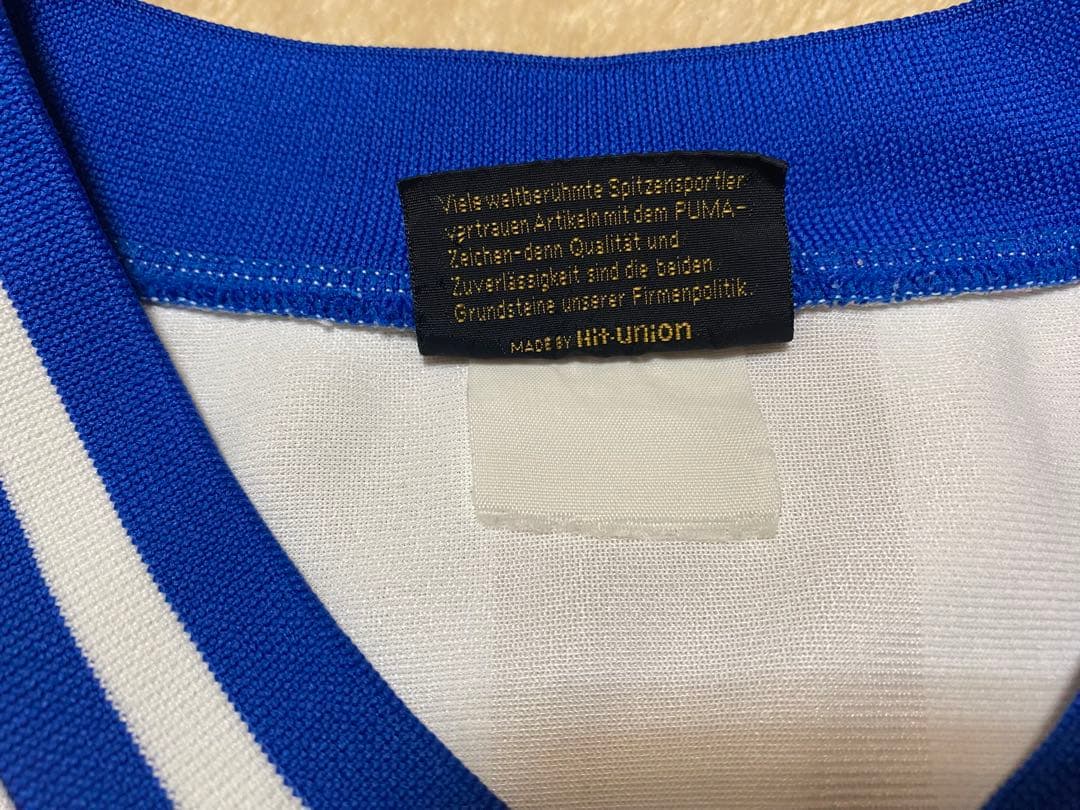 Viele weltberühmte Spitzensportler
vertrauen Artikeln mit dem PUMA-
Zeichen-denn Qualität und
Zuverlässigkeit sind die beiden
Grundsteine unserer Firmenpolitik.
MADE BY Hit-union